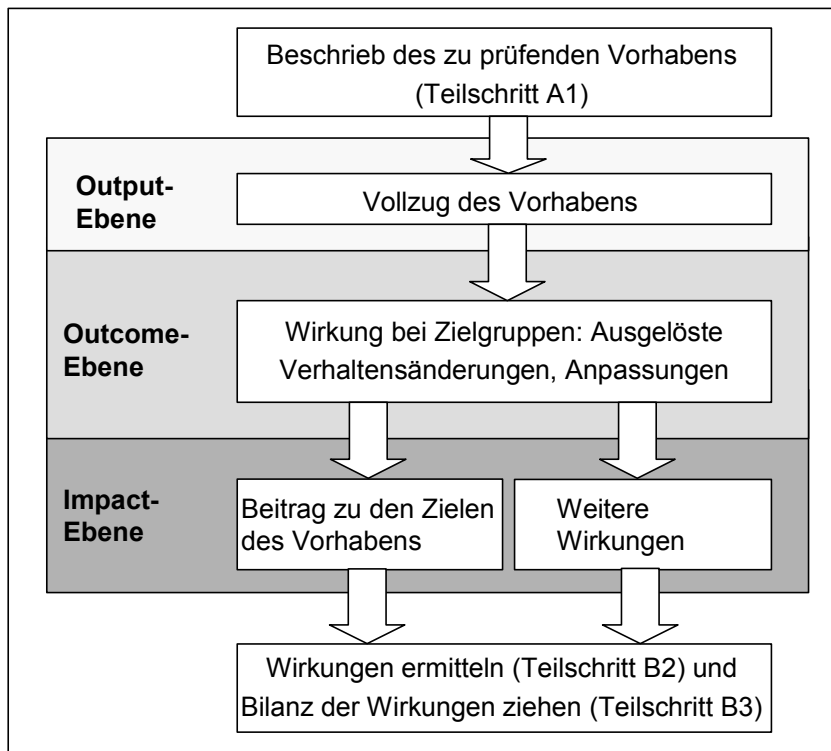 Beschrieb des zu prüfenden Vorhabens
(Teilschritt A1)
Output-
Ebene
Vollzug des Vorhabens
Outcome-
Ebene
Wirkung bei Zielgruppen: Ausgelöste
Verhaltensänderungen, Anpassungen
Impact-
Ebene
Beitrag zu den Zielen
des Vorhabens
Weitere
Wirkungen
Wirkungen ermitteln (Teilschritt B2) und
Bilanz der Wirkungen ziehen (Teilschritt B3)